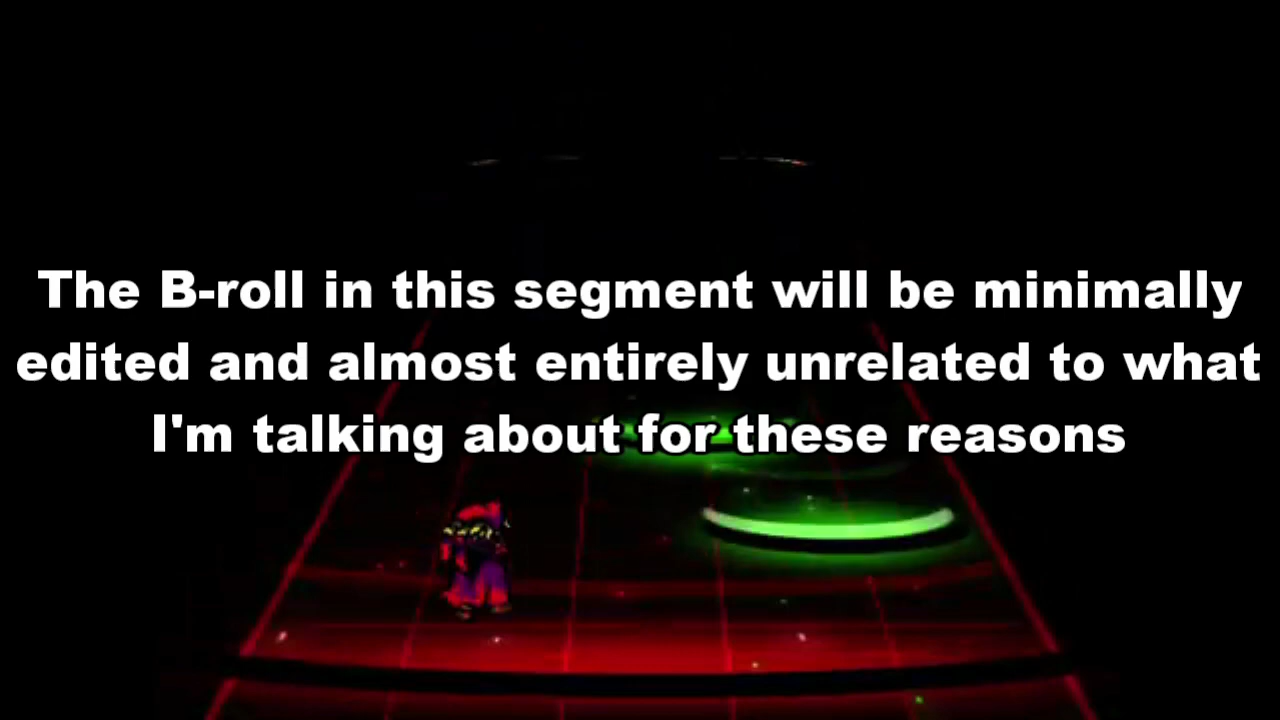 The B-roll in this segment will be minimally
edited and almost entirely unrelated to what
I'm talking about for these reasons